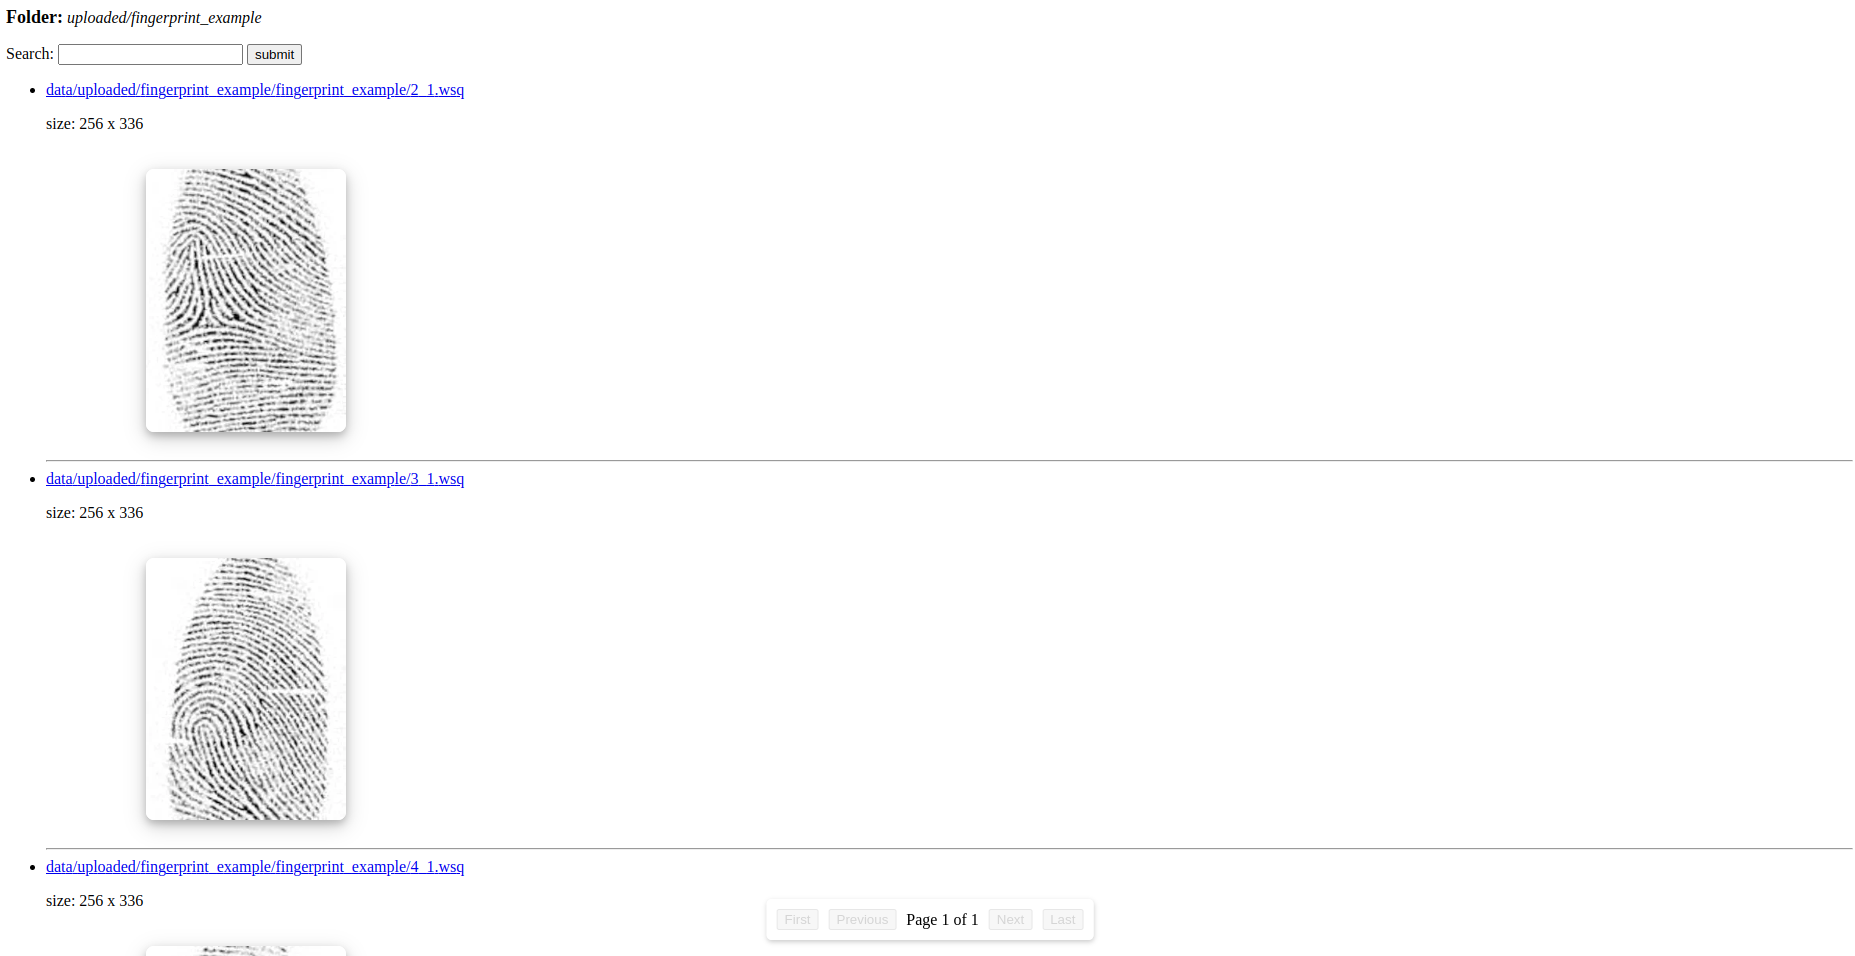 Folder: uploaded/fingerprint_example
Search: submit
data/uploaded/fingerprint_example/fingerprint_example/2_1.wsq
size: 256 x 336
data/uploaded/fingerprint_example/fingerprint_example/3_1.wsq
size: 256 x 336
data/uploaded/fingerprint_example/fingerprint_example/4_1.wsq
size: 256 x 336
First Previous Page 1 of 1 Next Last